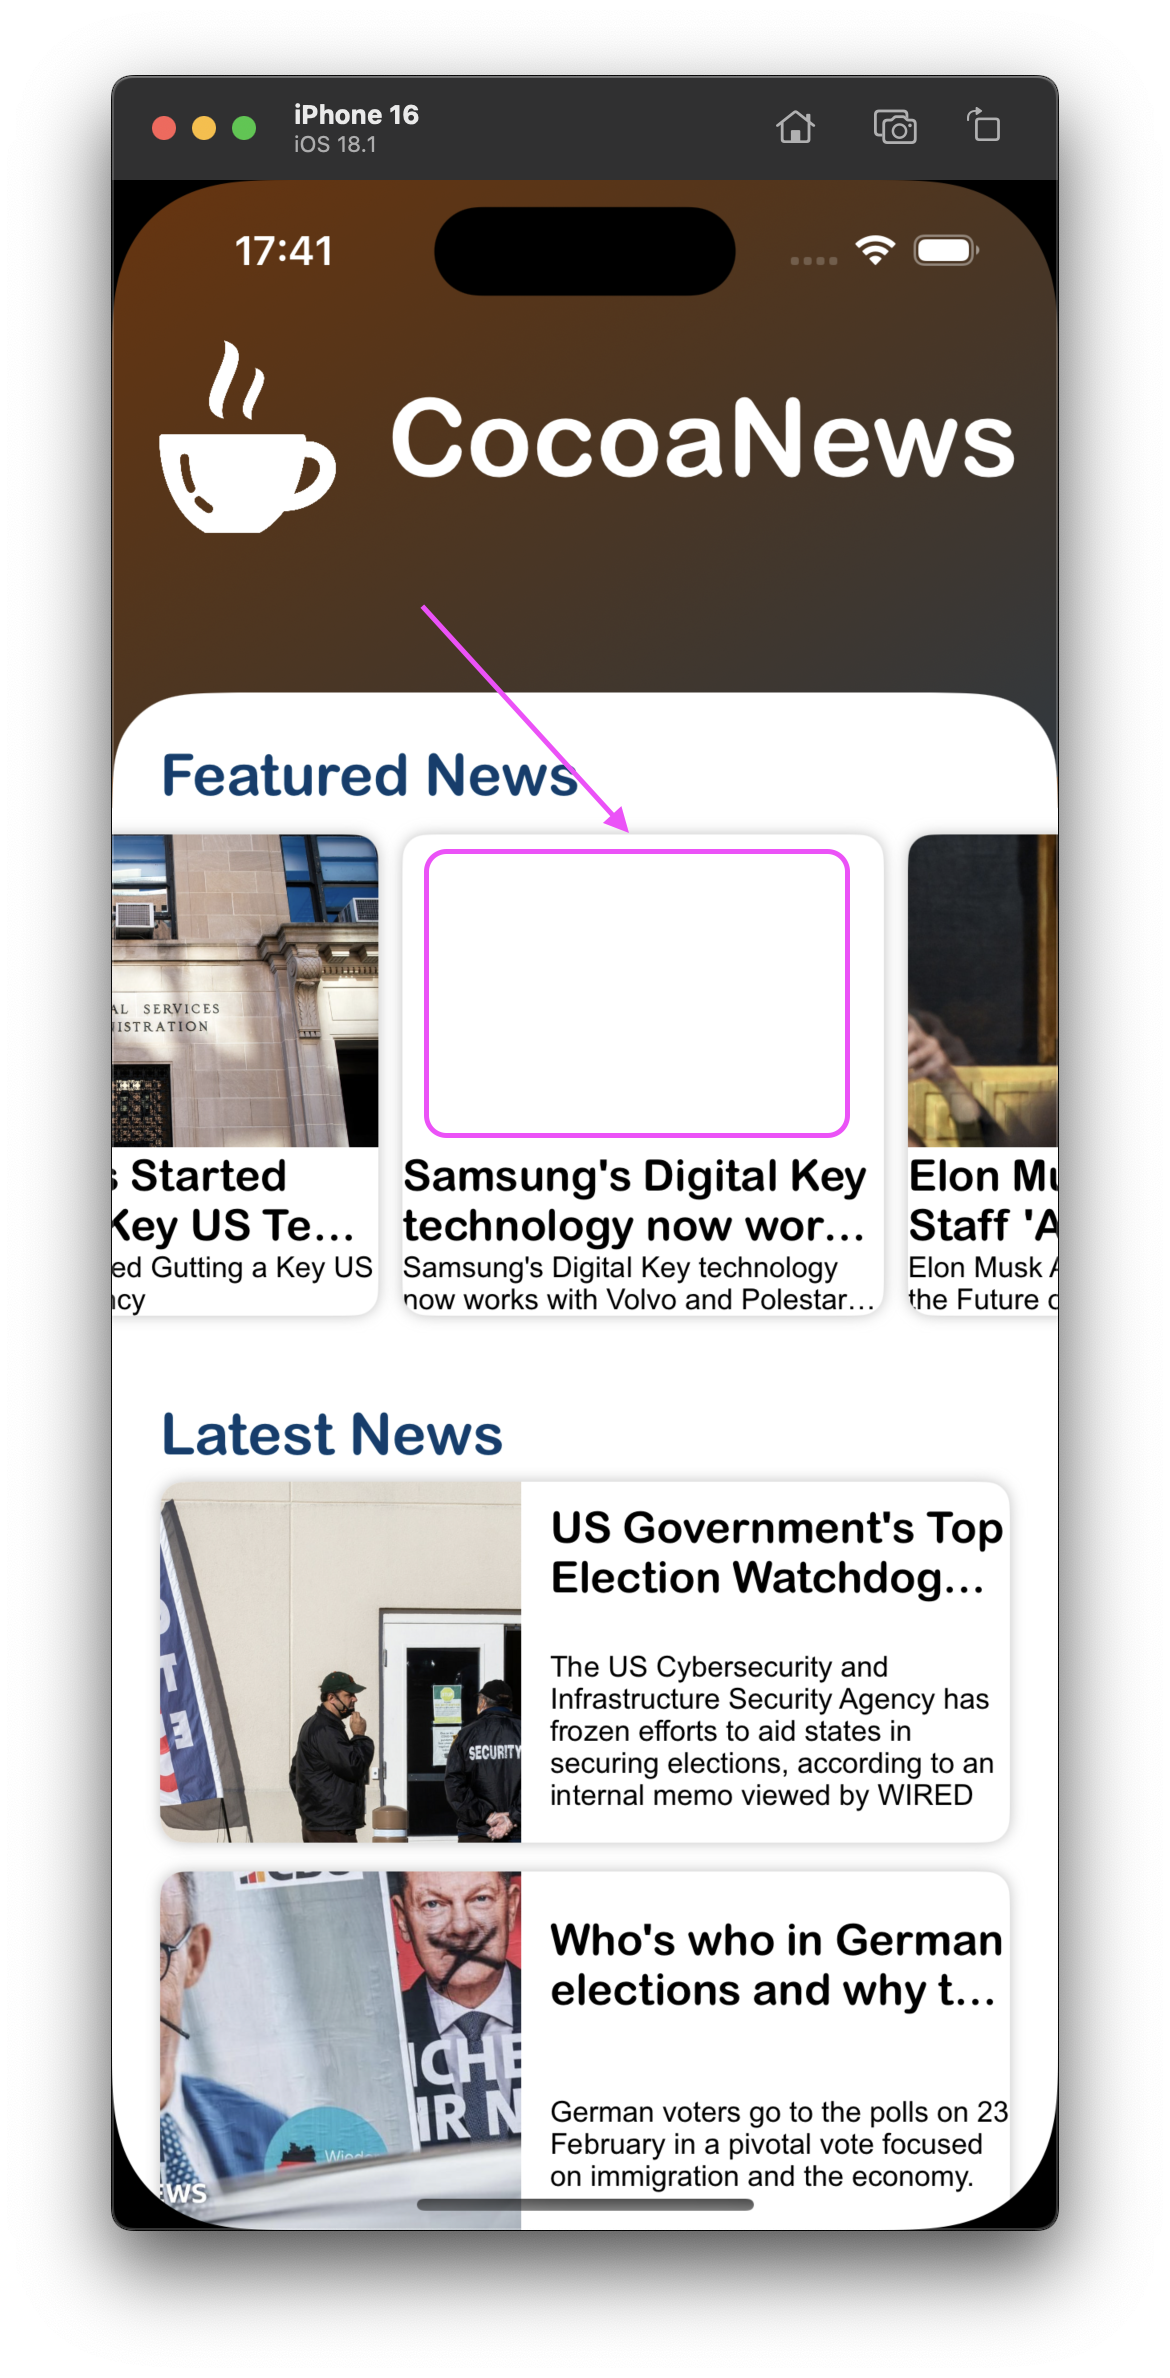 iPhone 16
iOS 18.1
17:41
CocoaNews
Featured News
AL SERVICES
NISTRATION
s Started
Key US Te...
ed Gutting a Key US
ncy
Samsung's Digital Key
technology now wor...
Samsung's Digital Key technology
now works with Volvo and Polestar...
Elon Mu
Staff 'A
Elon Musk A
the Future o
Latest News
US Government's Top
Election Watchdog...
The US Cybersecurity and
Infrastructure Security Agency has
frozen efforts to aid states in
securing elections, according to an
internal memo viewed by WIRED
SECURITY
Who's who in German
elections and why t...
German voters go to the polls on 23
February in a pivotal vote focused
on immigration and the economy.
CDU
ICHE
IR N
Wiede
EWS